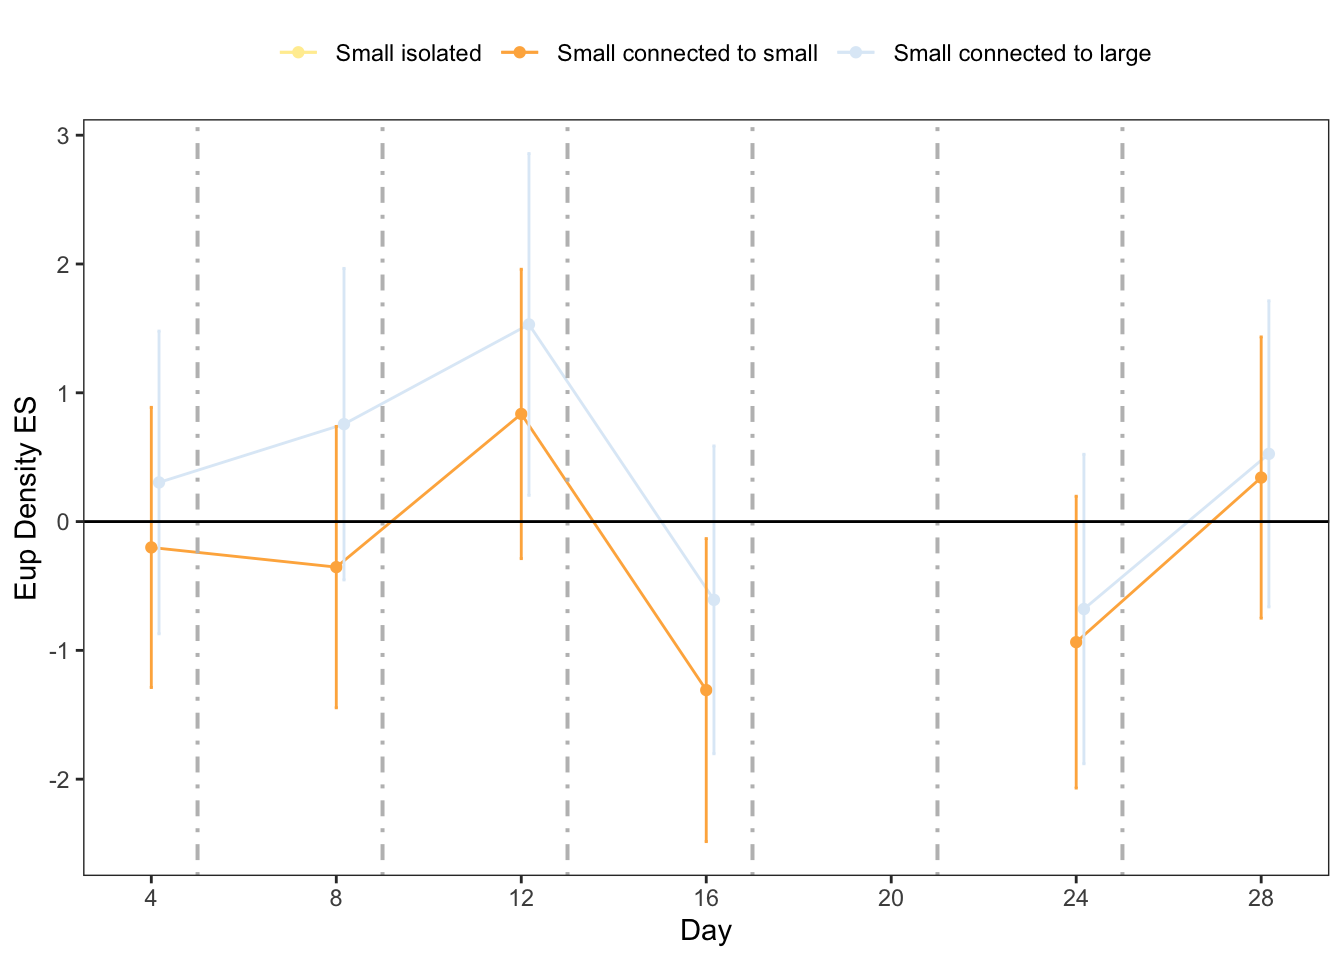 Small isolated Small connected to small Small connected to large
Eup Density ES
3
2
1
0
-1
-2
4 8 12 16 20 24 28
Day